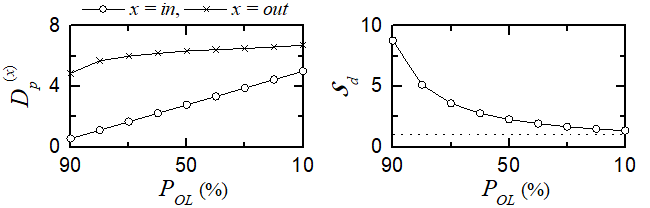 x = in, x = out
8
4
0
D_p^(x)
90 50 10
P_OL (%)
10
5
0
S_d
90 50 10
P_OL (%)